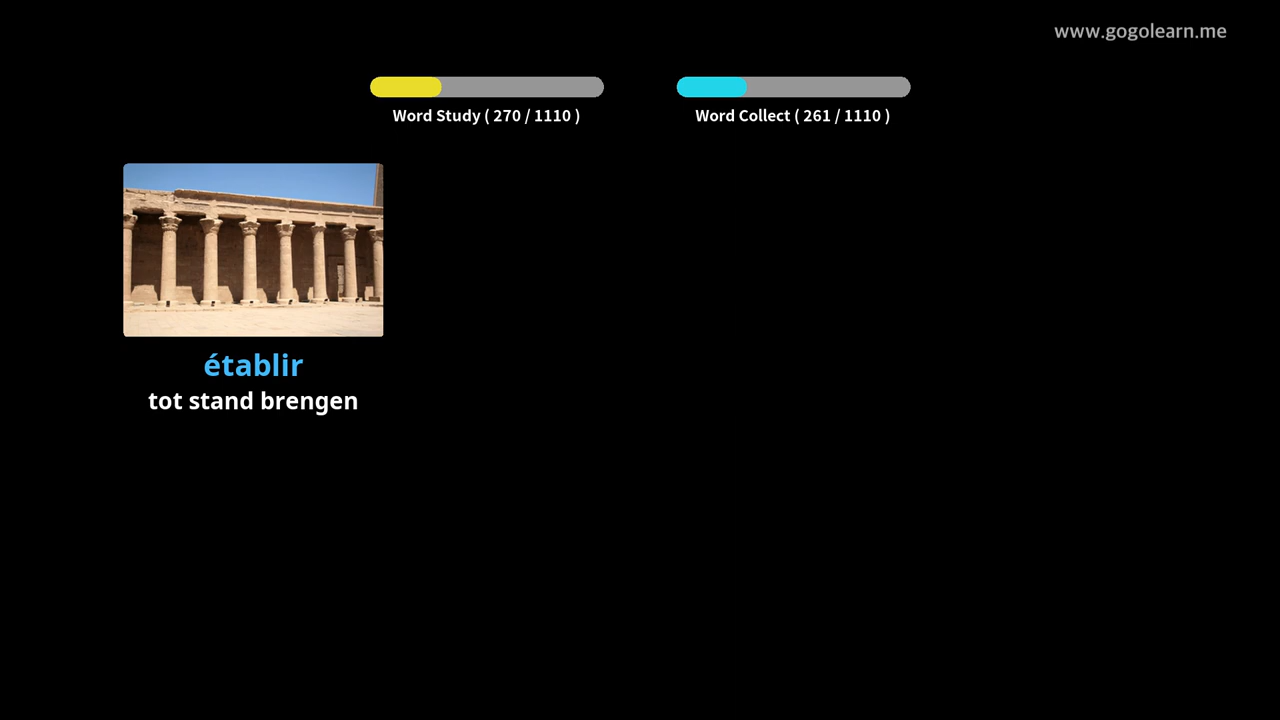 www.gogolearn.me
Word Study ( 270 / 1110 )
Word Collect ( 261 / 1110 )
établir
tot stand brengen